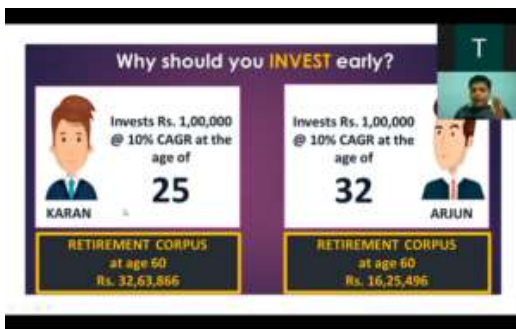 T
Why should you INVEST early?
Invests Rs. 1,00,000
@ 10% CAGR at the
age of
25
KARAN
Invests Rs. 1,00,000
@ 10% CAGR at the
age of
32
ARJUN
RETIREMENT CORPUS
at age 60
Rs. 32,63,866
RETIREMENT CORPUS
at age 60
Rs. 16,25,496